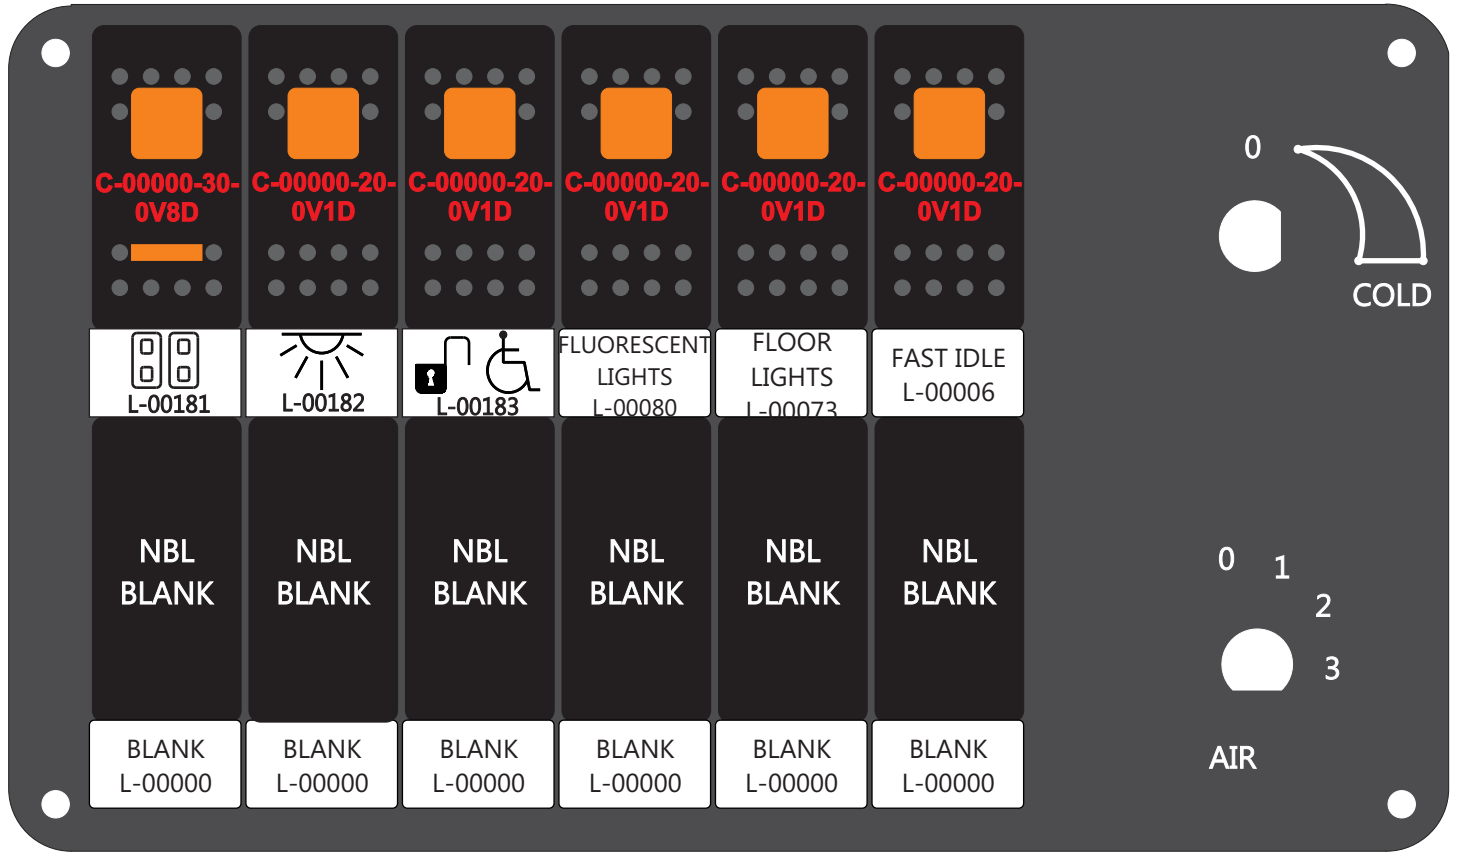 C-00000-30-
0V8D
C-00000-20-
0V1D
C-00000-20-
0V1D
C-00000-20-
0V1D
C-00000-20-
0V1D
C-00000-20-
0V1D
L-00181
L-00182
L-00183
FLUORESCENT
LIGHTS
L-00080
FLOOR
LIGHTS
L-00073
FAST IDLE
L-00006
NBL
BLANK
NBL
BLANK
NBL
BLANK
NBL
BLANK
NBL
BLANK
NBL
BLANK
BLANK
L-00000
BLANK
L-00000
BLANK
L-00000
BLANK
L-00000
BLANK
L-00000
BLANK
L-00000
0
COLD
0
1
2
3
AIR